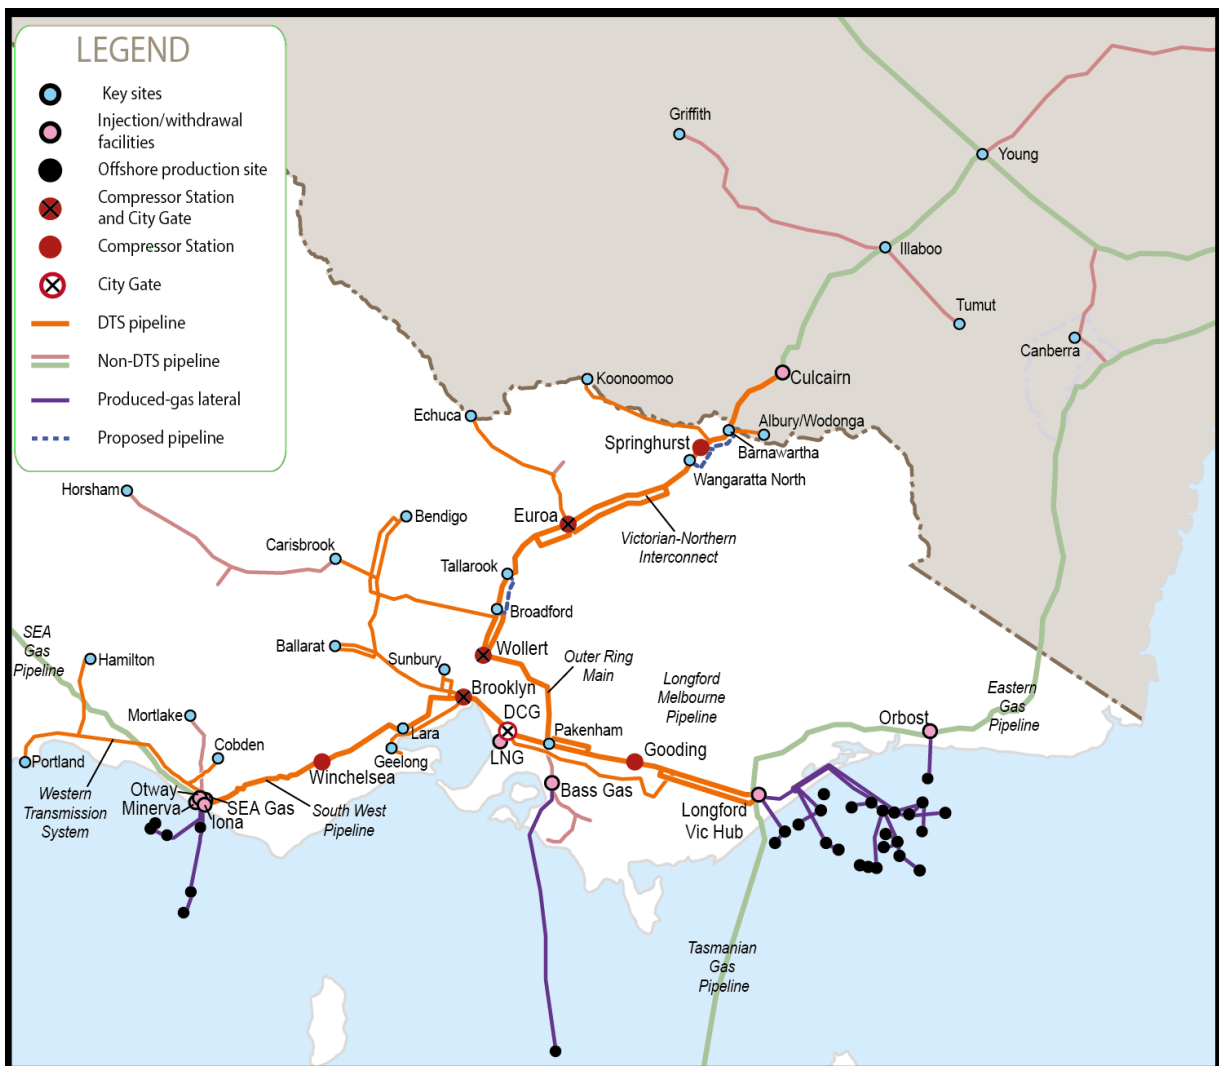 LEGEND
Key sites
Injection/withdrawal
facilities
Offshore production site
Compressor Station
and City Gate
Compressor Station
City Gate
DTS pipeline
Non-DTS pipeline
Produced-gas lateral
Proposed pipeline
Griffith
Young
Illaboo
Tumut
Canberra
Culcairn
Koonoomoo
Echuca
Albury/Wodonga
Springhurst
Barnawartha
Wangaratta North
Horsham
Bendigo
Euroa
Victorian-Northern
Interconnect
Carisbrook
Tallarook
Broadford
SEA
Gas
Pipeline
Hamilton
Ballarat
Sunbury
Wollert
Outer Ring
Main
Longford
Melbourne
Pipeline
Brooklyn
DCG
Eastern
Gas
Pipeline
Mortlake
Orbost
Lara
Pakenham
Cobden
Geelong
LNG
Gooding
Portland
Winchelsea
Otway
Minerva
SEA Gas
Iona
Bass Gas
Western
Transmission
System
South West
Pipeline
Longford
Vic Hub
Tasmanian
Gas
Pipeline